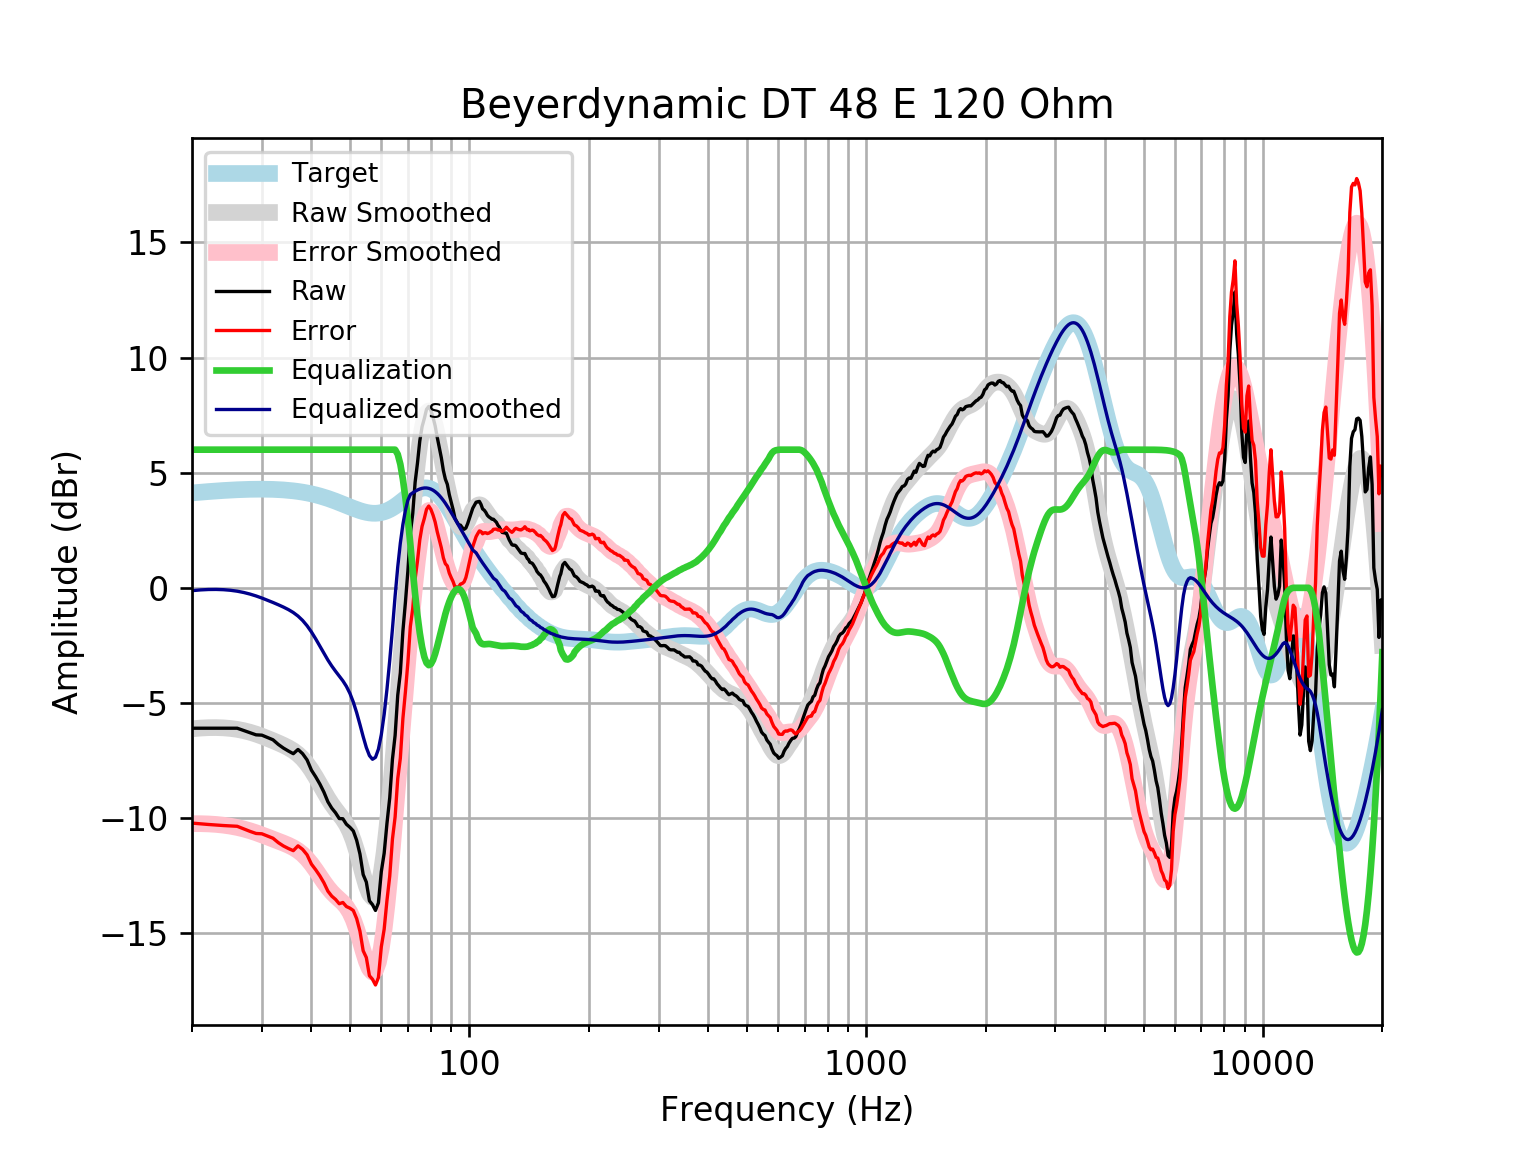 Beyerdynamic DT 48 E 120 Ohm
Target
Raw Smoothed
Error Smoothed
Raw
Error
Equalization
Equalized smoothed
15
10
5
0
−5
−10
−15
Amplitude (dBr)
100
1000
10000
Frequency (Hz)